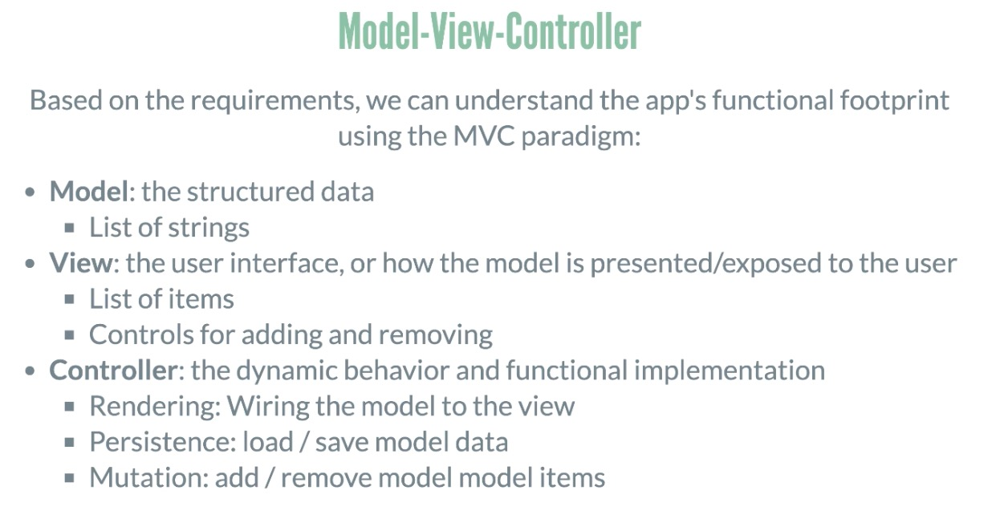 Model-View-Controller
Based on the requirements, we can understand the app's functional footprint
using the MVC paradigm:
• Model: the structured data
▪ List of strings
• View: the user interface, or how the model is presented/exposed to the user
▪ List of items
▪ Controls for adding and removing
• Controller: the dynamic behavior and functional implementation
▪ Rendering: Wiring the model to the view
▪ Persistence: load / save model data
▪ Mutation: add / remove model model items